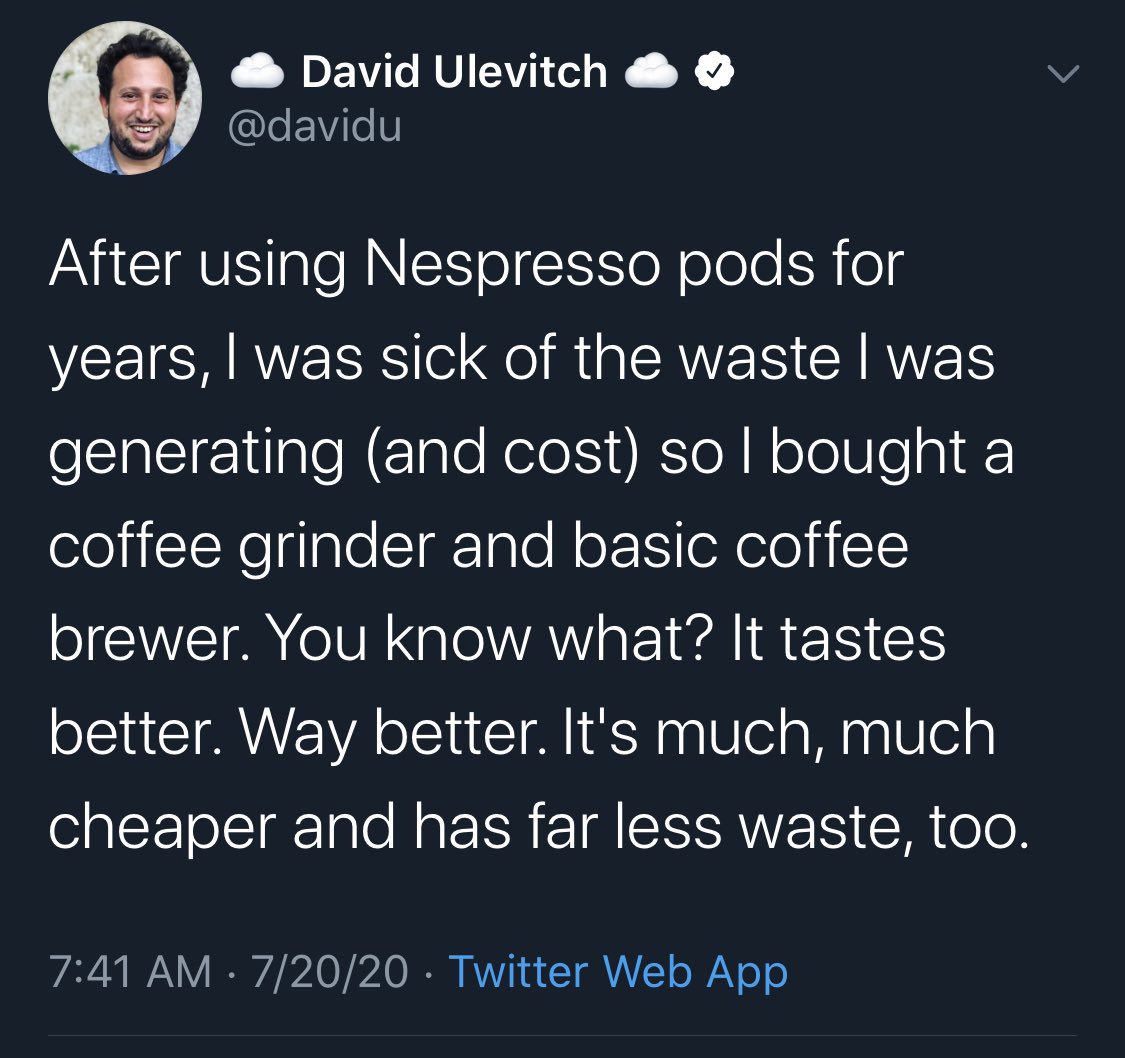 ☁️ David Ulevitch ☁️
@davidu
After using Nespresso pods for
years, I was sick of the waste I was
generating (and cost) so I bought a
coffee grinder and basic coffee
brewer. You know what? It tastes
better. Way better. It's much, much
cheaper and has far less waste, too.
7:41 AM · 7/20/20 · Twitter Web App